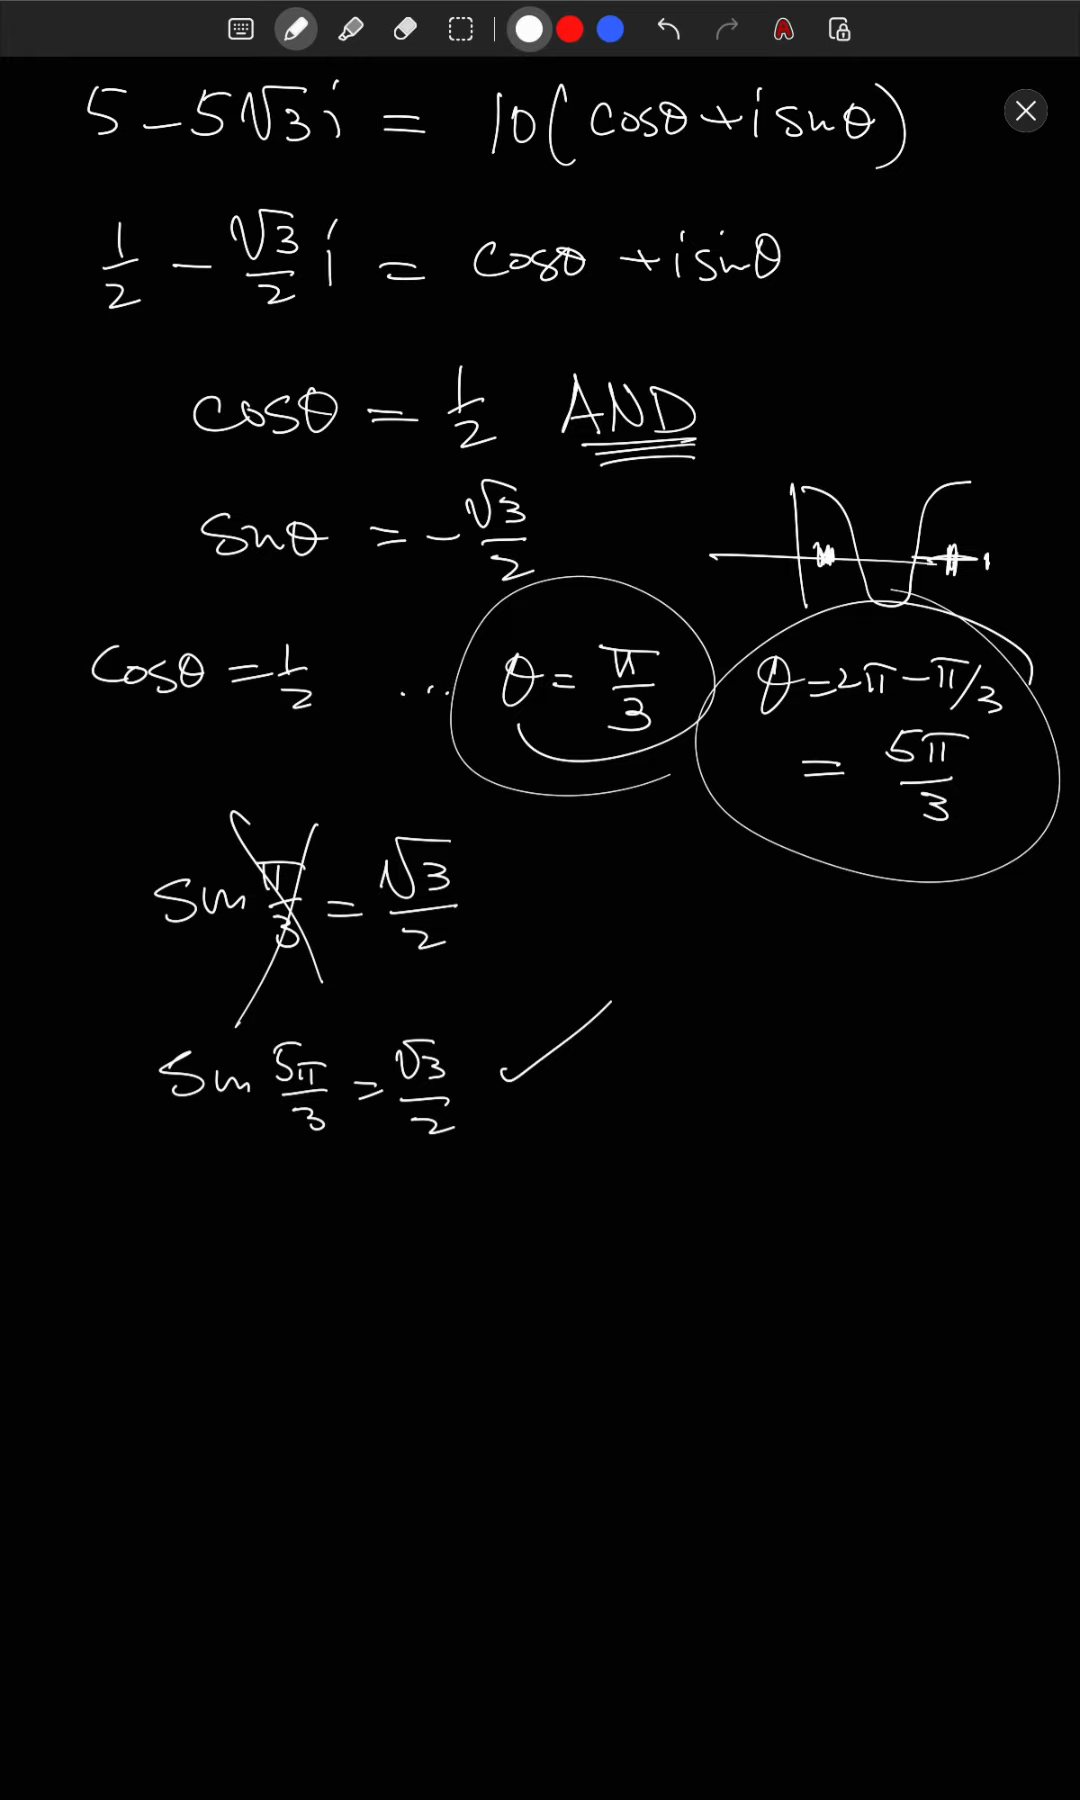 5 - 5√3 i = 10(cosθ + i sinθ)
1/2 - √3/2 i = cosθ + i sinθ
cosθ = 1/2 AND
sinθ = - √3/2
cosθ = 1/2 ... θ = π/3 θ = 2π - π/3
= 5π/3
sin π/3 = √3/2
sin 5π/3 = √3/2 ✓